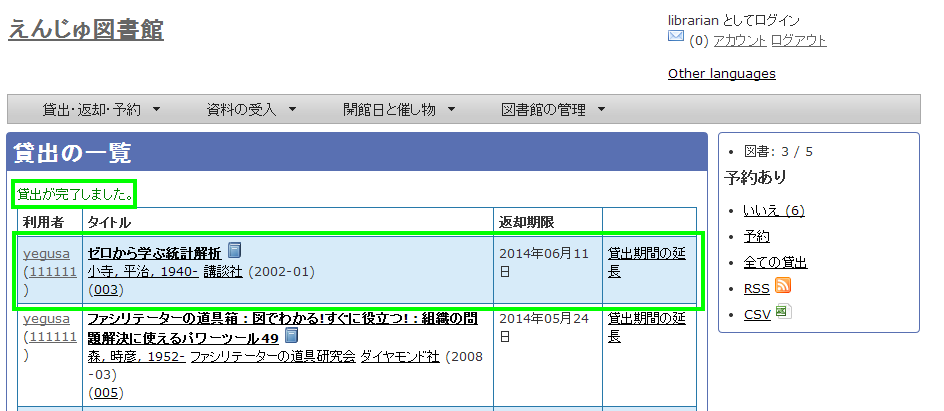 えんじゅ図書館
librarian としてログイン
(0) アカウント ログアウト
Other languages
貸出・返却・予約
資料の受入
開館日と催し物
図書館の管理
貸出の一覧
貸出が完了しました。
利用者
タイトル
返却期限
yegusa
(111111
)
ゼロから学ぶ統計解析
小寺, 平治, 1940- 講談社 (2002-01)
(003)
2014年06月11
日
貸出期間の延
長
yegusa
(111111
)
ファシリテーターの道具箱 : 図でわかる!すぐに役立つ! : 組織の問
題解決に使えるパワーツール49
森, 時彦, 1952- ファシリテーターの道具研究会 ダイヤモンド社 (2008
-03)
(005)
2014年05月24
日
貸出期間の延
長
図書: 3 / 5
予約あり
いいえ (6)
予約
全ての貸出
RSS
CSV